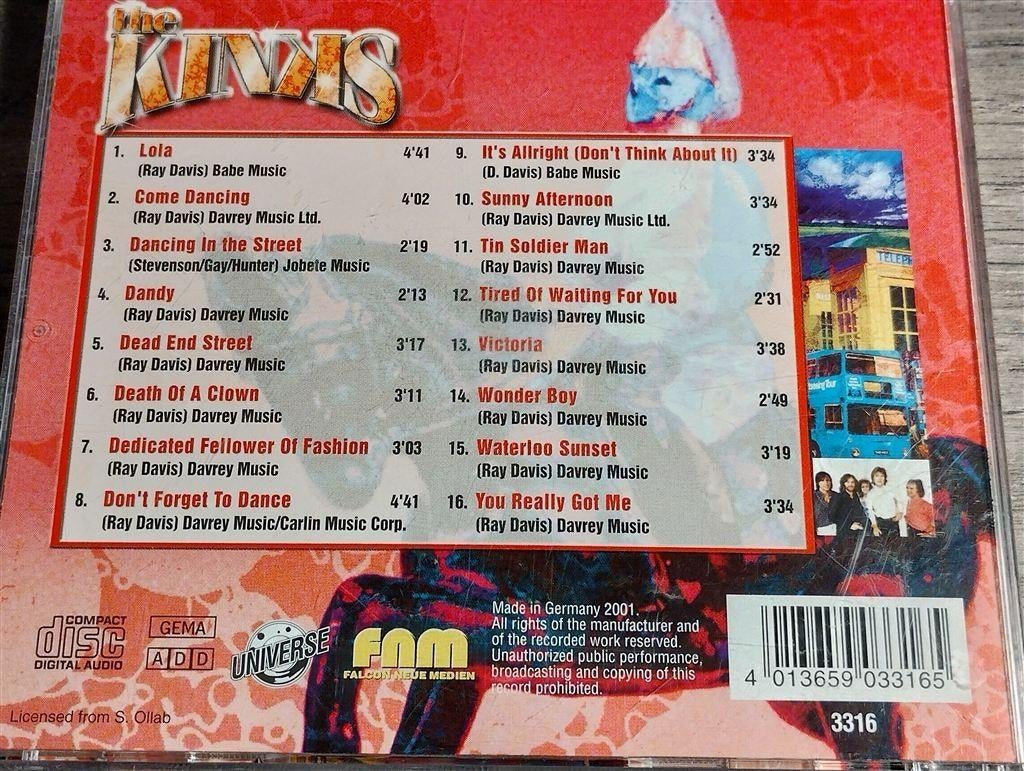 the
KINKS
1. Lola 4'41
(Ray Davis) Babe Music
2. Come Dancing 4'02
(Ray Davis) Davrey Music Ltd.
3. Dancing In the Street 2'19
(Stevenson/Gay/Hunter) Jobete Music
4. Dandy 2'13
(Ray Davis) Davrey Music
5. Dead End Street 3'17
(Ray Davis) Davrey Music
6. Death Of A Clown 3'11
(Ray Davis) Davrey Music
7. Dedicated Fellower Of Fashion 3'03
(Ray Davis) Davrey Music
8. Don't Forget To Dance 4'41
(Ray Davis) Davrey Music/Carlin Music Corp.
9. It's Allright (Don't Think About It) 3'34
(D. Davis) Babe Music
10. Sunny Afternoon 3'34
(Ray Davis) Davrey Music Ltd.
11. Tin Soldier Man 2'52
(Ray Davis) Davrey Music
12. Tired Of Waiting For You 2'31
(Ray Davis) Davrey Music
13. Victoria 3'38
(Ray Davis) Davrey Music
14. Wonder Boy 2'49
(Ray Davis) Davrey Music
15. Waterloo Sunset 3'19
(Ray Davis) Davrey Music
16. You Really Got Me 3'34
(Ray Davis) Davrey Music
TELEPH
COMPACT
disc
DIGITAL AUDIO
GEMA
A D D
UNIVERSE
FNM
FALCON NEUE MEDIEN
Made in Germany 2001.
All rights of the manufacturer and
of the recorded work reserved.
Unauthorized public performance,
broadcasting and copying of this
record prohibited.
4 013659 033165
3316
Licensed from S. Ollab